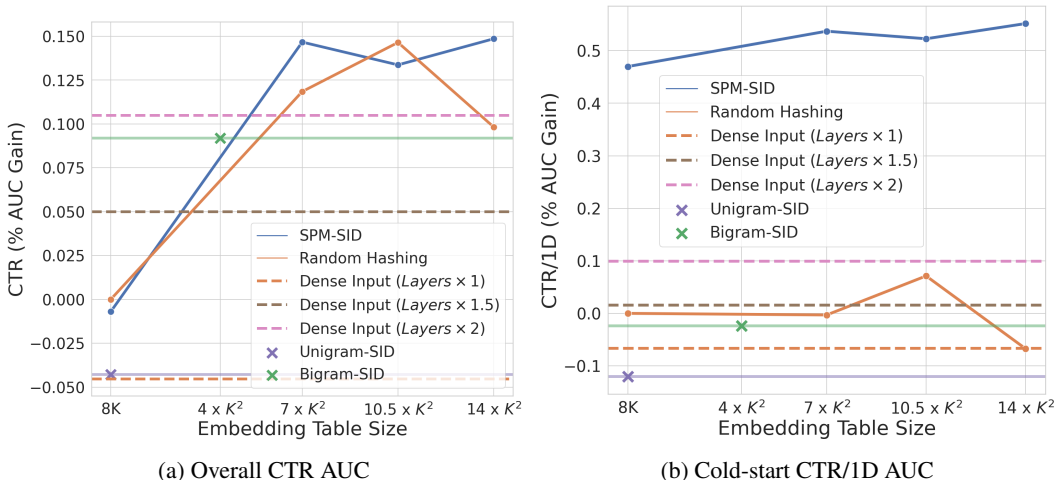 0.150
0.125
0.100
0.075
0.050
0.025
0.000
−0.025
−0.050
CTR (% AUC Gain)
SPM-SID
Random Hashing
Dense Input (Layers × 1)
Dense Input (Layers × 1.5)
Dense Input (Layers × 2)
Unigram-SID
Bigram-SID
8K
4 x K²
7 x K²
10.5 x K²
14 x K²
Embedding Table Size
(a) Overall CTR AUC
0.5
0.4
0.3
0.2
0.1
0.0
−0.1
CTR/1D (% AUC Gain)
SPM-SID
Random Hashing
Dense Input (Layers × 1)
Dense Input (Layers × 1.5)
Dense Input (Layers × 2)
Unigram-SID
Bigram-SID
8K
4 x K²
7 x K²
10.5 x K²
14 x K²
Embedding Table Size
(b) Cold-start CTR/1D AUC